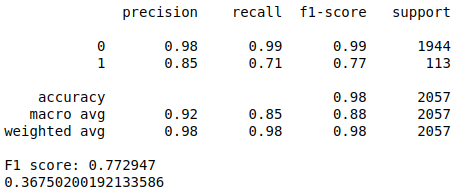 precision recall f1-score support
0 0.98 0.99 0.99 1944
1 0.85 0.71 0.77 113
accuracy 0.98 2057
macro avg 0.92 0.85 0.88 2057
weighted avg 0.98 0.98 0.98 2057
F1 score: 0.772947
0.36750200192133586